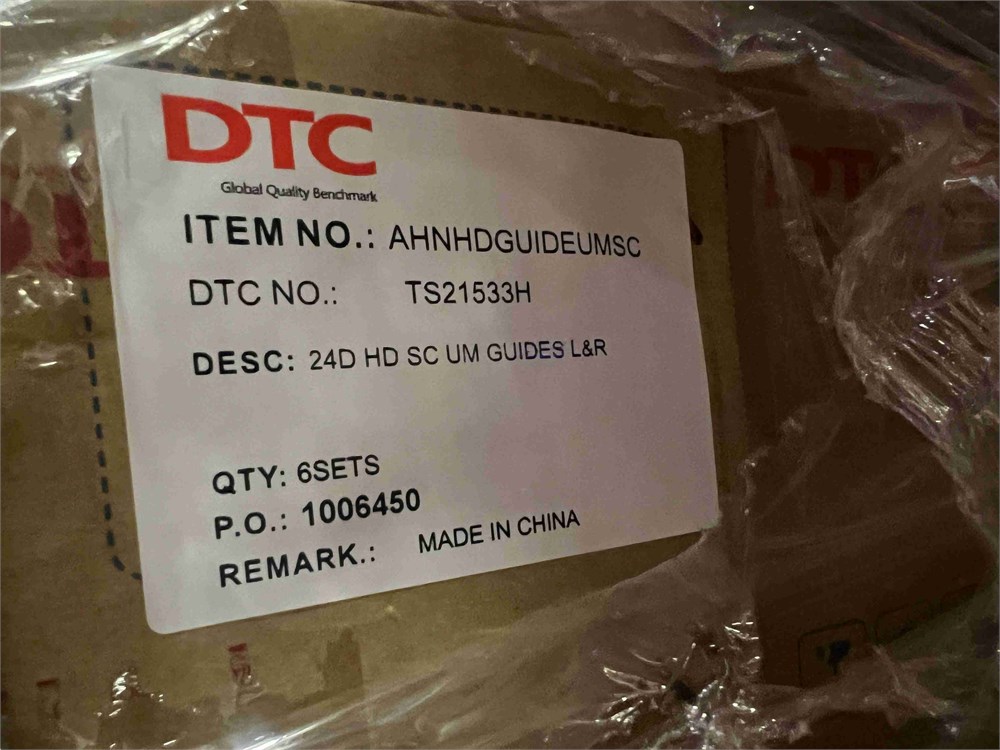 DTC
Global Quality Benchmark
ITEM NO.: AHNHDGUIDEUMSC
DTC NO.: TS21533H
DESC: 24D HD SC UM GUIDES L&R
QTY: 6SETS
P.O.: 1006450
REMARK.: MADE IN CHINA